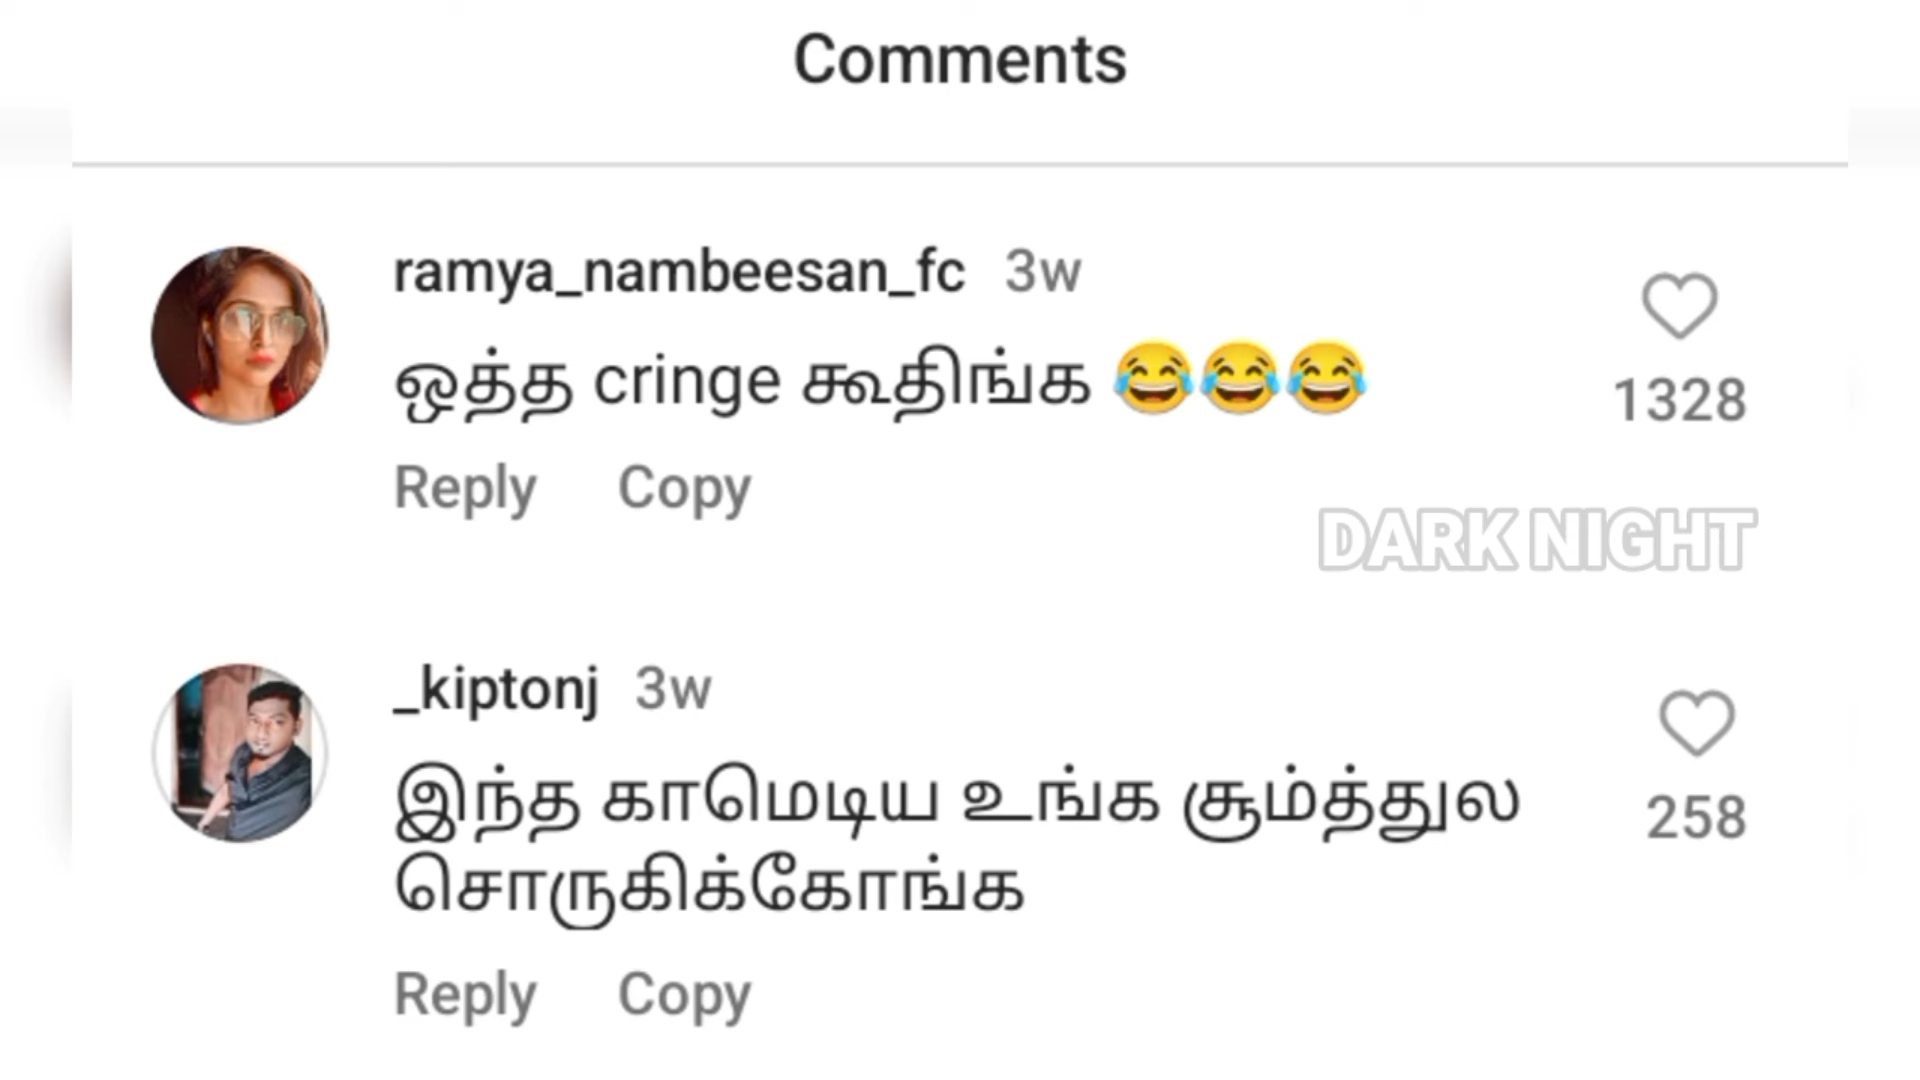 Comments
ramya_nambeesan_fc 3w
ஒத்த cringe கூதிங்க 😂😂😂
1328
Reply Copy
DARK NIGHT
_kiptonj 3w
இந்த காமெடிய உங்க சூம்த்துல
258
சொருகிக்கோங்க
Reply Copy